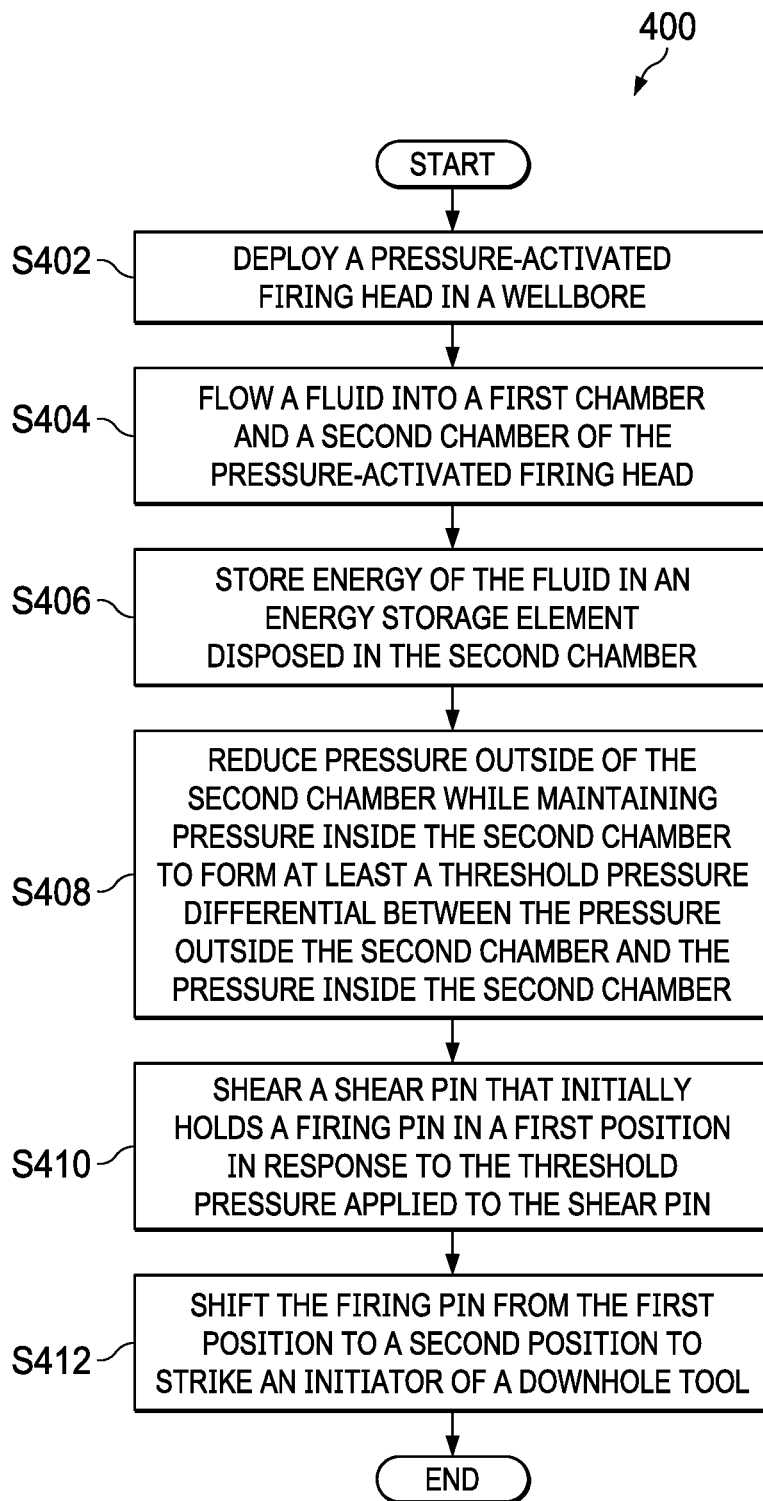 400
START
S402
DEPLOY A PRESSURE-ACTIVATED
FIRING HEAD IN A WELLBORE
S404
FLOW A FLUID INTO A FIRST CHAMBER
AND A SECOND CHAMBER OF THE
PRESSURE-ACTIVATED FIRING HEAD
S406
STORE ENERGY OF THE FLUID IN AN
ENERGY STORAGE ELEMENT
DISPOSED IN THE SECOND CHAMBER
S408
REDUCE PRESSURE OUTSIDE OF THE
SECOND CHAMBER WHILE MAINTAINING
PRESSURE INSIDE THE SECOND CHAMBER
TO FORM AT LEAST A THRESHOLD PRESSURE
DIFFERENTIAL BETWEEN THE PRESSURE
OUTSIDE THE SECOND CHAMBER AND THE
PRESSURE INSIDE THE SECOND CHAMBER
S410
SHEAR A SHEAR PIN THAT INITIALLY
HOLDS A FIRING PIN IN A FIRST POSITION
IN RESPONSE TO THE THRESHOLD
PRESSURE APPLIED TO THE SHEAR PIN
S412
SHIFT THE FIRING PIN FROM THE FIRST
POSITION TO A SECOND POSITION TO
STRIKE AN INITIATOR OF A DOWNHOLE TOOL
END